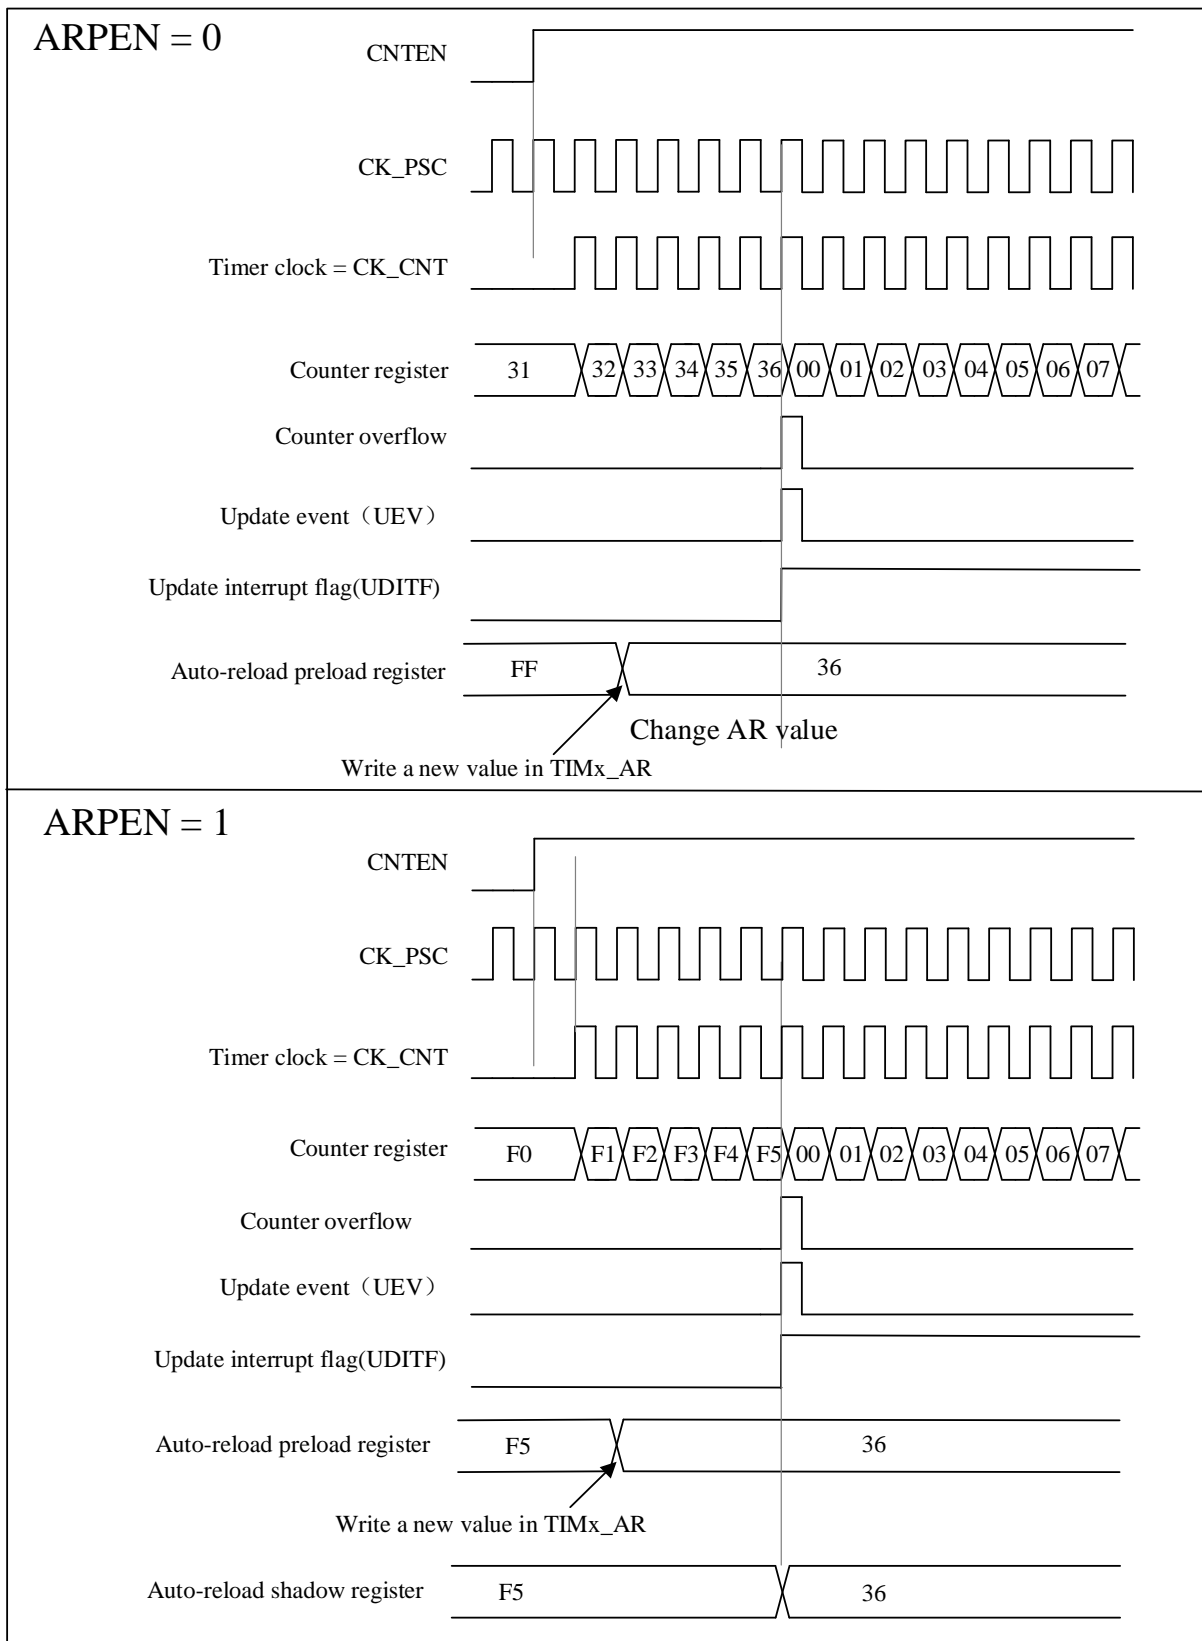 ARPEN = 0
CNTEN
CK_PSC
Timer clock = CK_CNT
Counter register 31 32 33 34 35 36 00 01 02 03 04 05 06 07
Counter overflow
Update event（UEV）
Update interrupt flag(UDITF)
Auto-reload preload register FF 36
Change AR value
Write a new value in TIMx_AR
ARPEN = 1
CNTEN
CK_PSC
Timer clock = CK_CNT
Counter register F0 F1 F2 F3 F4 F5 00 01 02 03 04 05 06 07
Counter overflow
Update event（UEV）
Update interrupt flag(UDITF)
Auto-reload preload register F5 36
Write a new value in TIMx_AR
Auto-reload shadow register F5 36